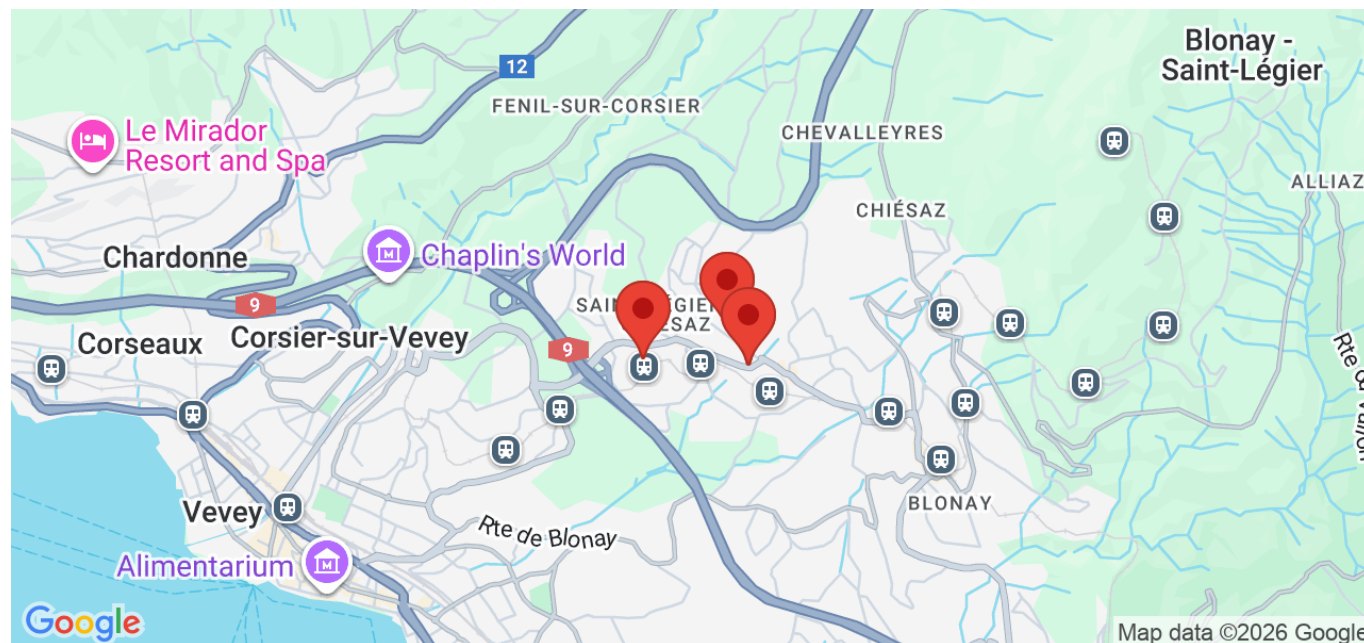 Blonay -
Saint-Légier
12
FENIL-SUR-CORSIER
Le Mirador
Resort and Spa
CHEVALLEYRES
ALLIAZ
CHIÉSAZ
Chardonne
Chaplin's World
9
Corseaux
Corsier-sur-Vevey
9
Rte de Blonay
BLONAY
Vevey
Alimentarium
Google
Map data ©2026 Google